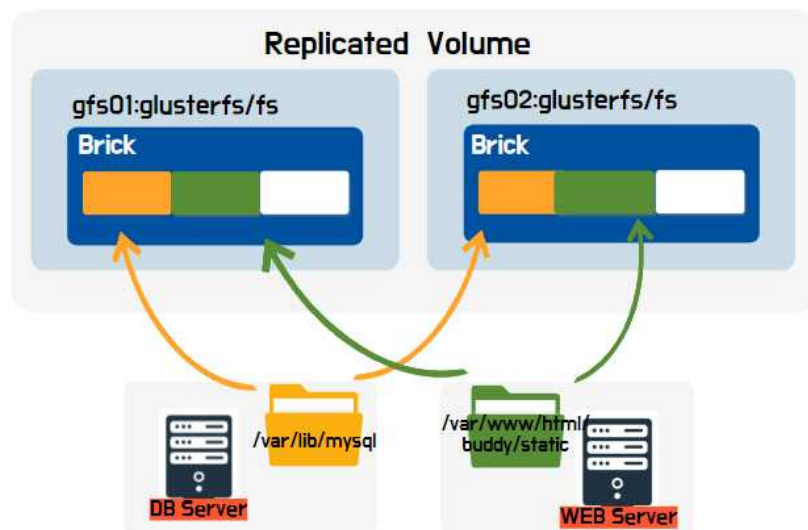 Replicated Volume
gfs01:glusterfs/fs
gfs02:glusterfs/fs
Brick
Brick
/var/lib/mysql
/var/www/html/
buddy/static
DB Server
WEB Server